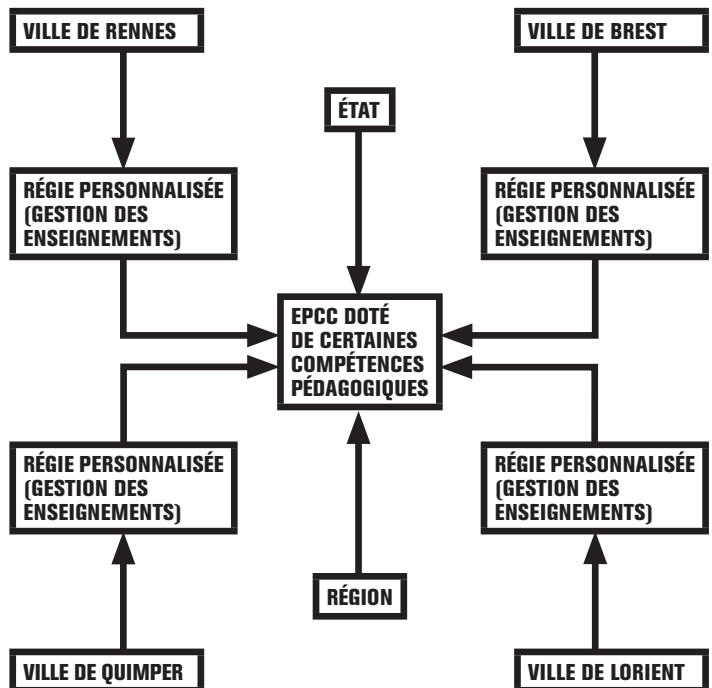 VILLE DE RENNES
VILLE DE BREST
ÉTAT
RÉGIE PERSONNALISÉE
(GESTION DES
ENSEIGNEMENTS)
RÉGIE PERSONNALISÉE
(GESTION DES
ENSEIGNEMENTS)
EPCC DOTÉ
DE CERTAINES
COMPÉTENCES
PÉDAGOGIQUES
RÉGIE PERSONNALISÉE
(GESTION DES
ENSEIGNEMENTS)
RÉGIE PERSONNALISÉE
(GESTION DES
ENSEIGNEMENTS)
RÉGION
VILLE DE QUIMPER
VILLE DE LORIENT